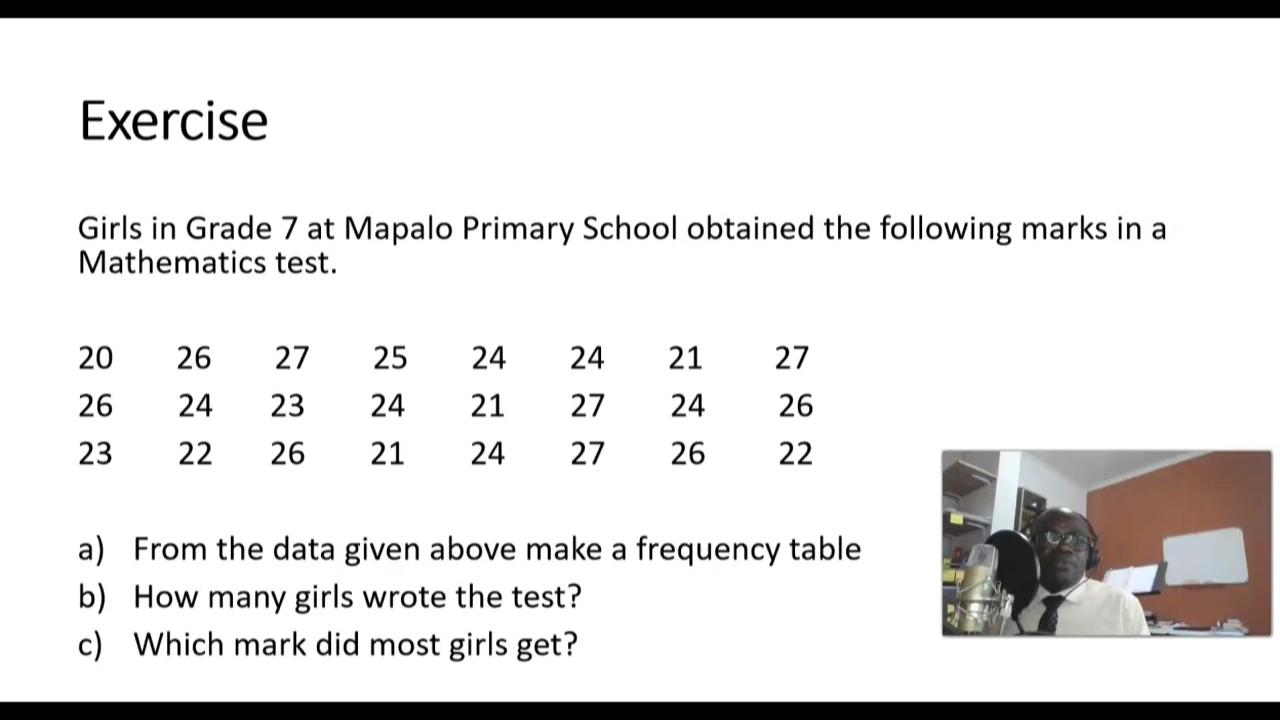 Exercise
Girls in Grade 7 at Mapalo Primary School obtained the following marks in a
Mathematics test.
20 26 27 25 24 24 21 27
26 24 23 24 21 27 24 26
23 22 26 21 24 27 26 22
a) From the data given above make a frequency table
b) How many girls wrote the test?
c) Which mark did most girls get?